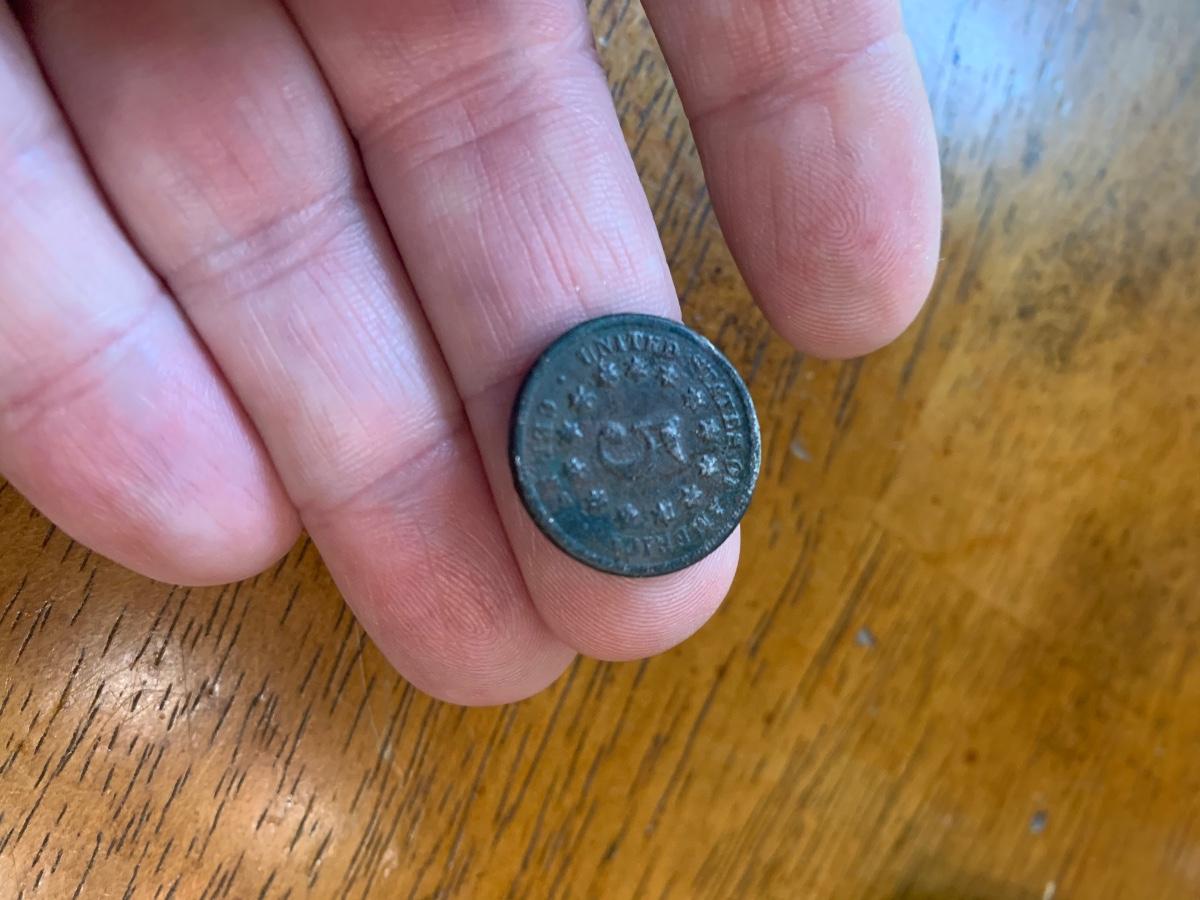 UNITED STATES OF AMERICA
5
CENTS